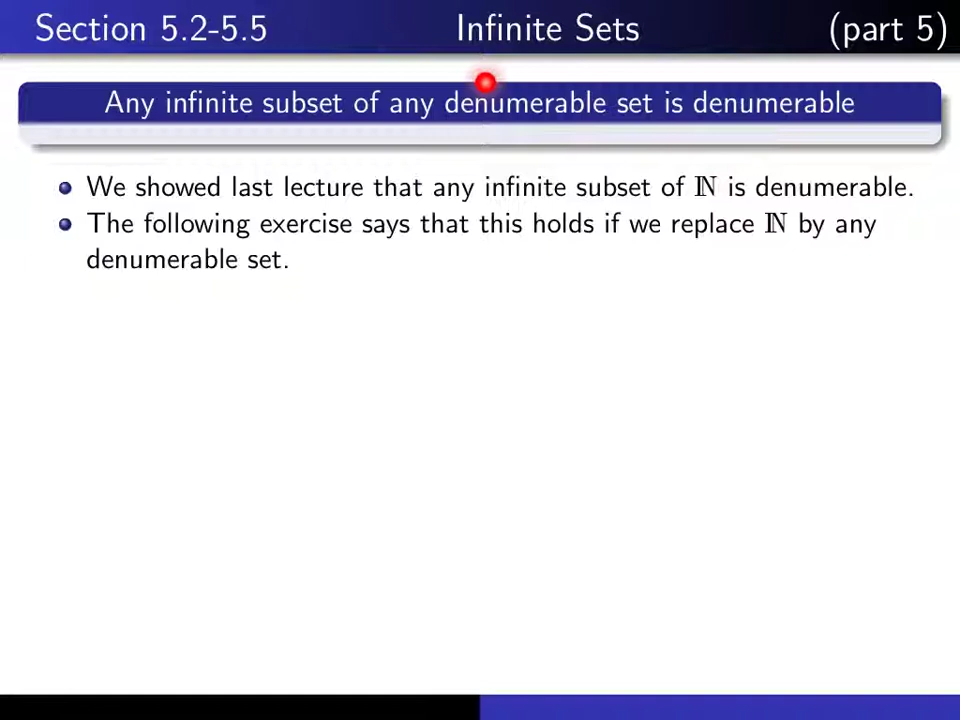 Section 5.2-5.5 Infinite Sets (part 5)
Any infinite subset of any denumerable set is denumerable
We showed last lecture that any infinite subset of ℕ is denumerable.
The following exercise says that this holds if we replace ℕ by any
denumerable set.